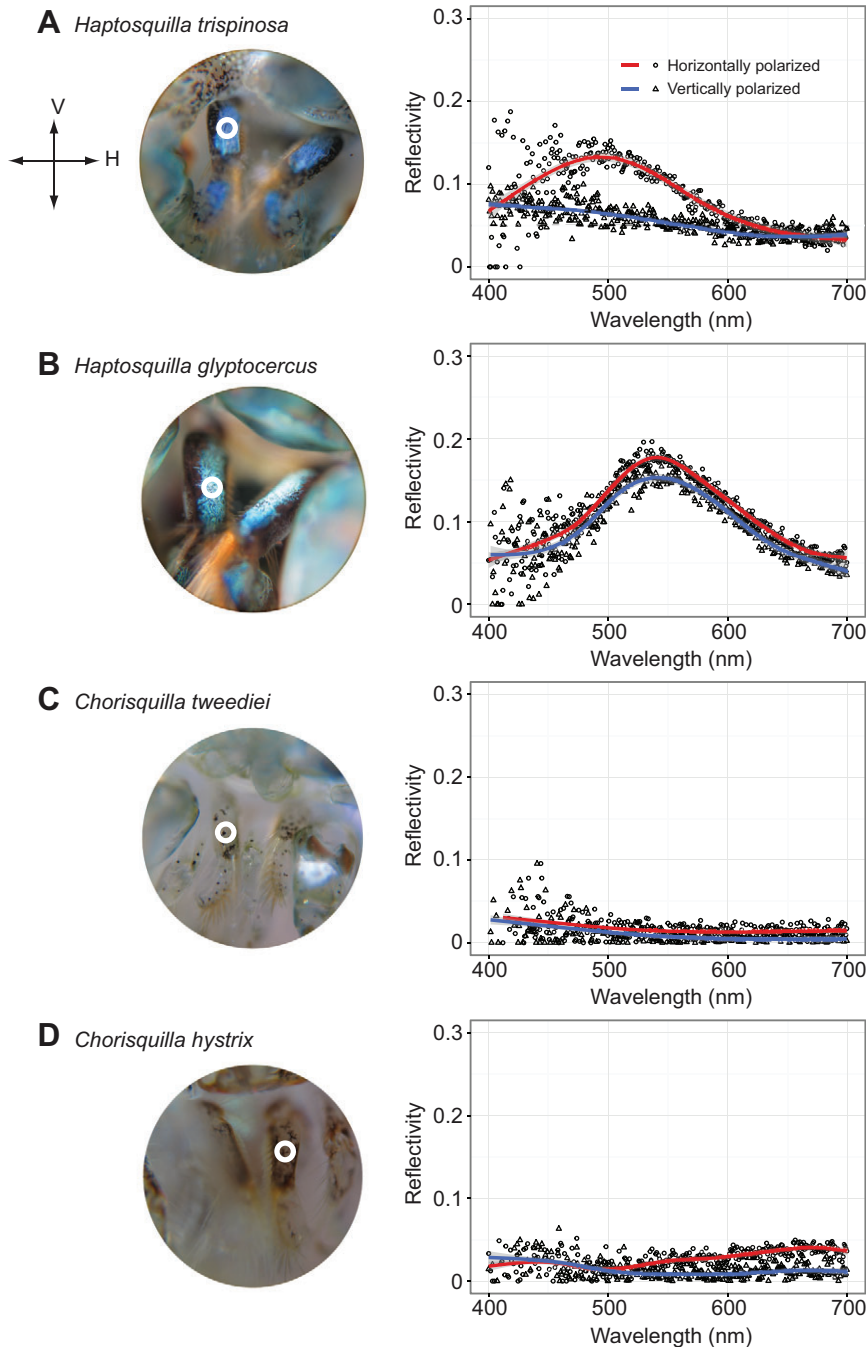 A Haptosquilla trispinosa
V
H
Reflectivity
0.3
0.2
0.1
0
Horizontally polarized
Vertically polarized
400 500 600 700
Wavelength (nm)
B Haptosquilla glyptocercus
Reflectivity
0.3
0.2
0.1
0
400 500 600 700
Wavelength (nm)
C Chorisquilla tweediei
Reflectivity
0.3
0.2
0.1
0
400 500 600 700
Wavelength (nm)
D Chorisquilla hystrix
Reflectivity
0.3
0.2
0.1
0
400 500 600 700
Wavelength (nm)